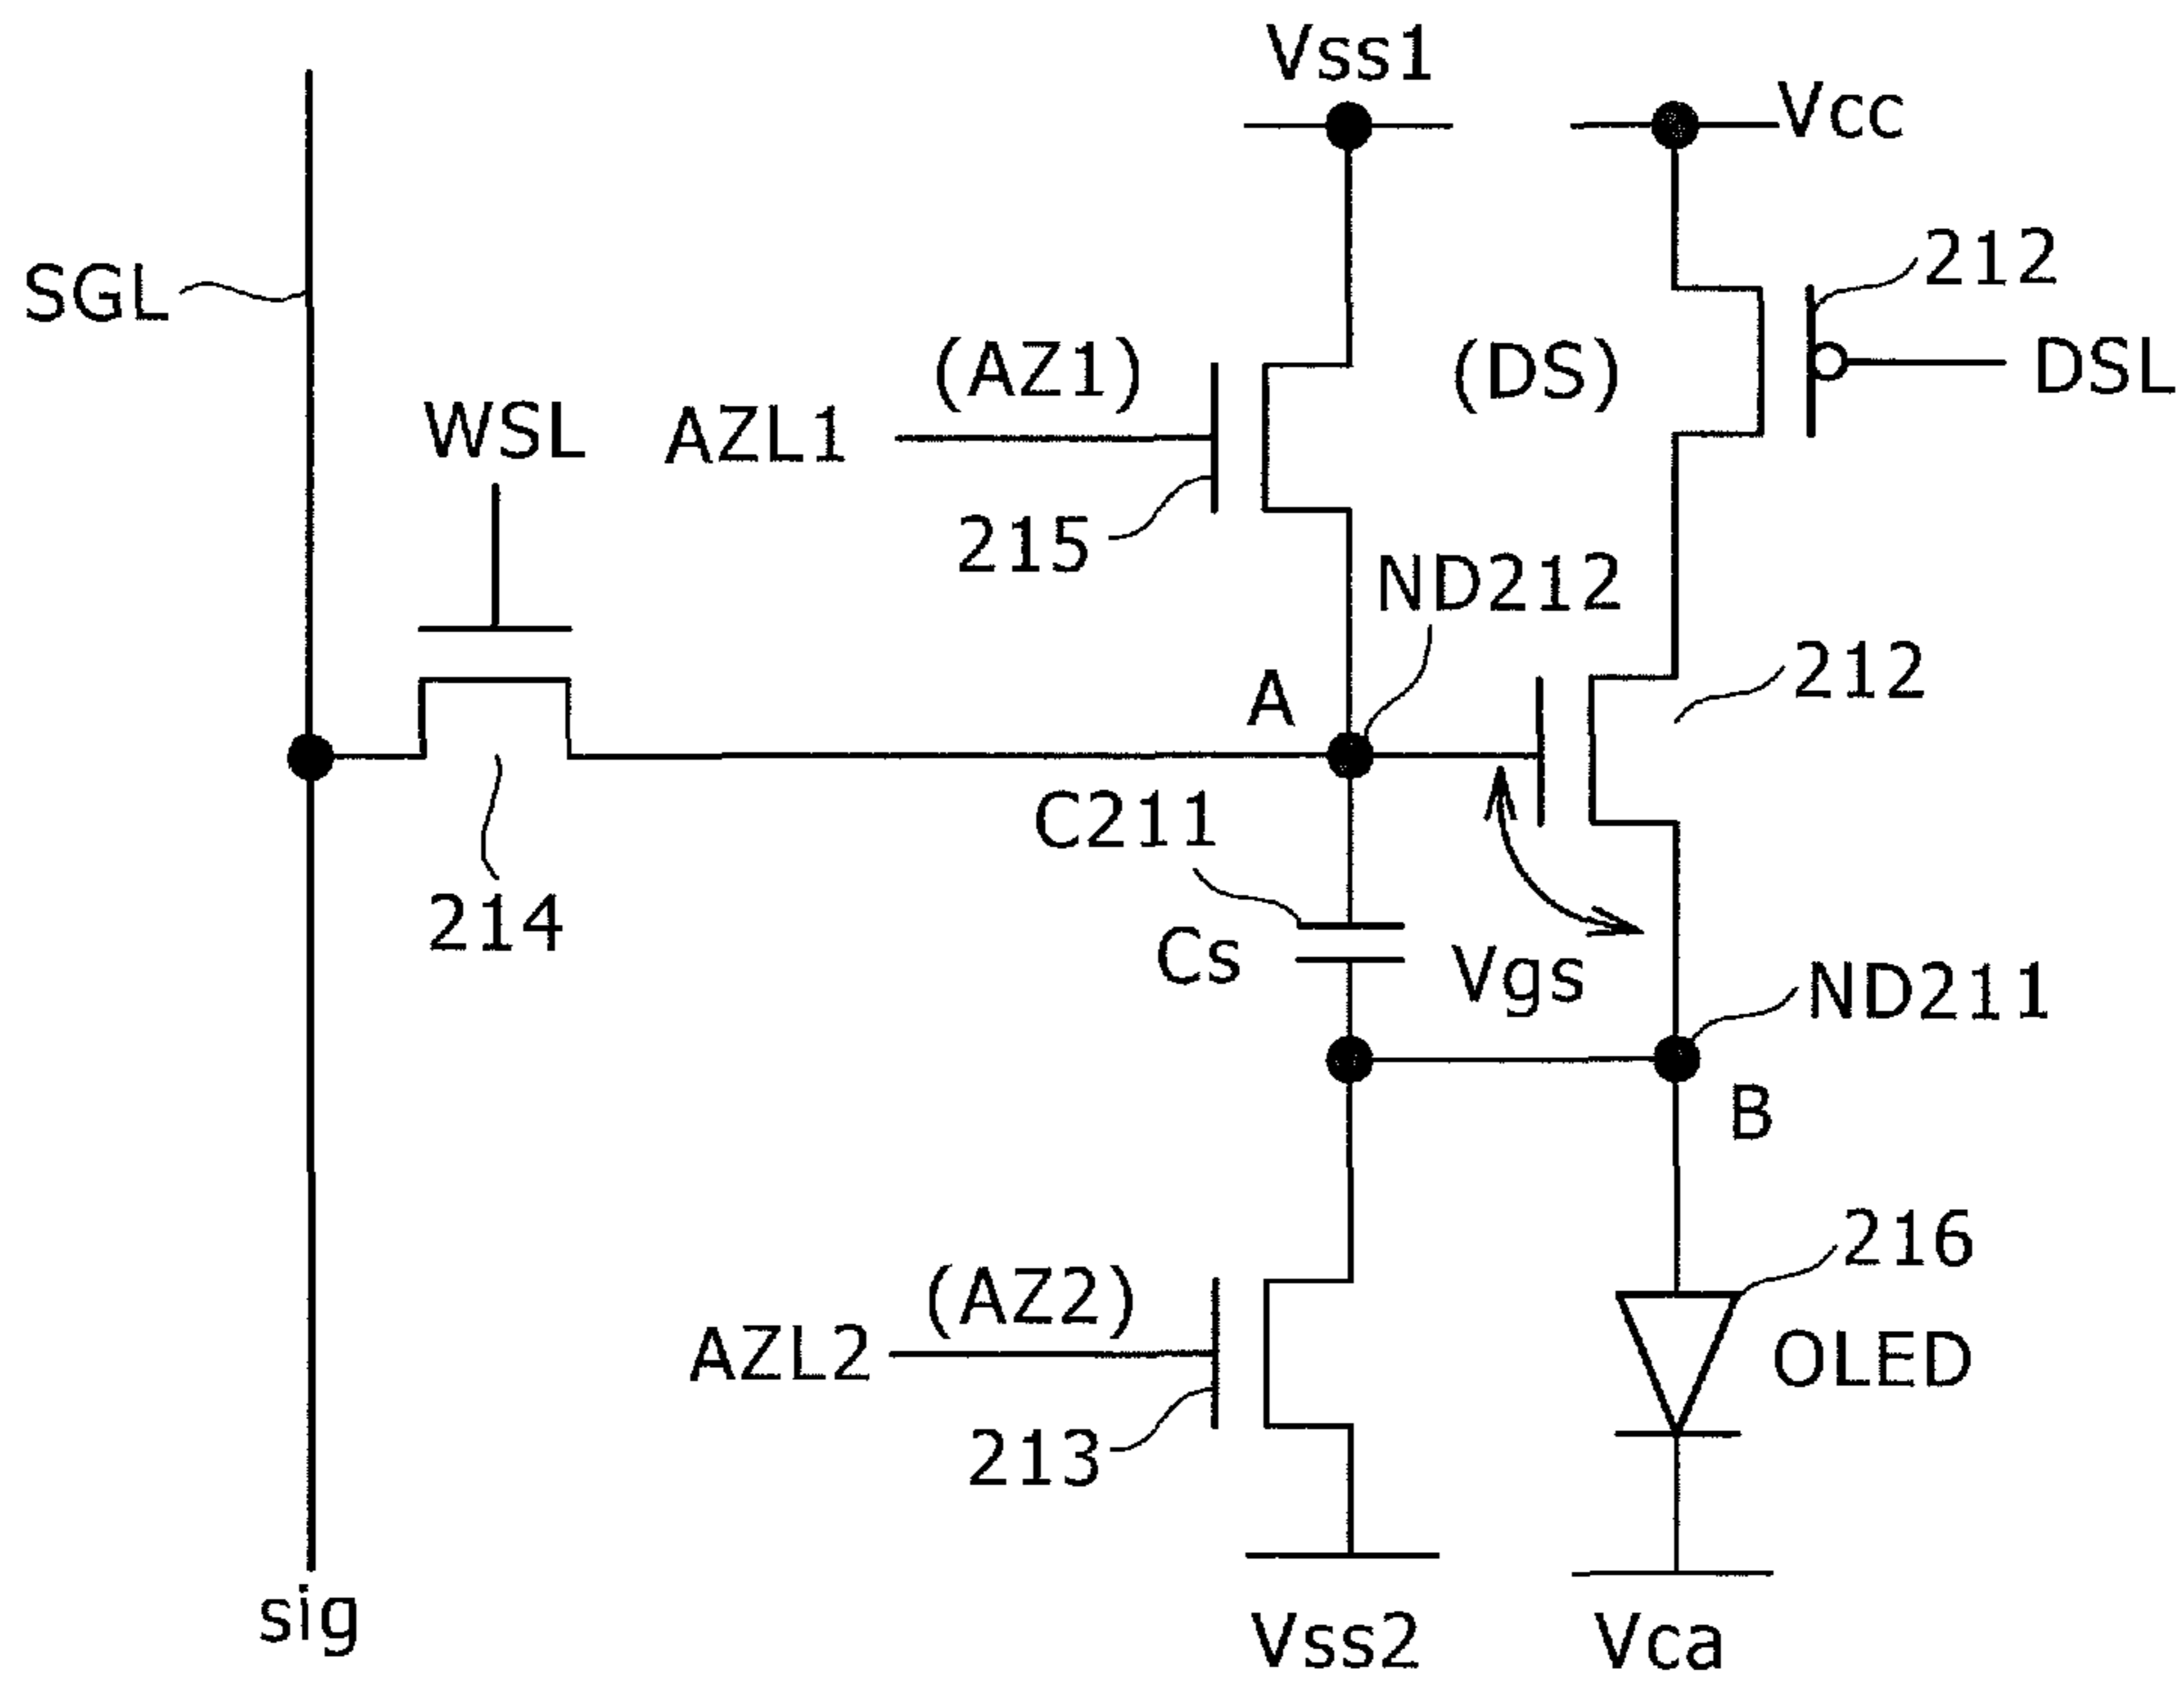 Vss1
Vcc
212
SGL
(AZ1)
(DS)
DSL
WSL
AZL1
215
ND212
212
A
C211
214
Cs
Vgs
ND211
B
216
(AZ2)
AZL2
OLED
213
sig
Vss2
Vca